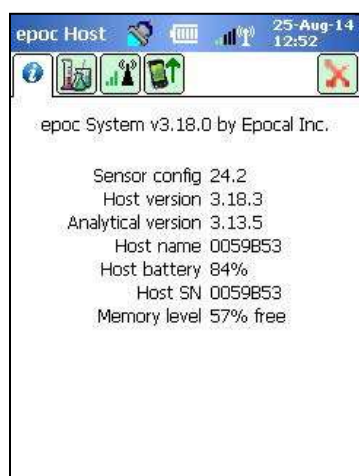 epoc Host
25-Aug-14
12:52
epoc System v3.18.0 by Epocal Inc.
Sensor config 24.2
Host version 3.18.3
Analytical version 3.13.5
Host name 0059B53
Host battery 84%
Host SN 0059B53
Memory level 57% free